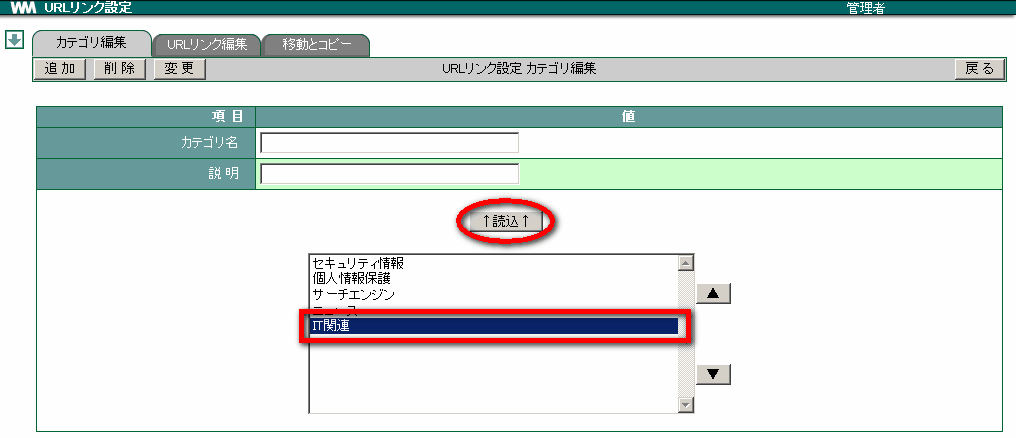 WM URLリンク設定 管理者
カテゴリ編集 URLリンク編集 移動とコピー
追加 削除 変更 URLリンク設定 カテゴリ編集 戻る
項目 値
カテゴリ名
説明
↑読込↑
セキュリティ情報
個人情報保護
サーチエンジン
ニュース
▲
IT関連
▼